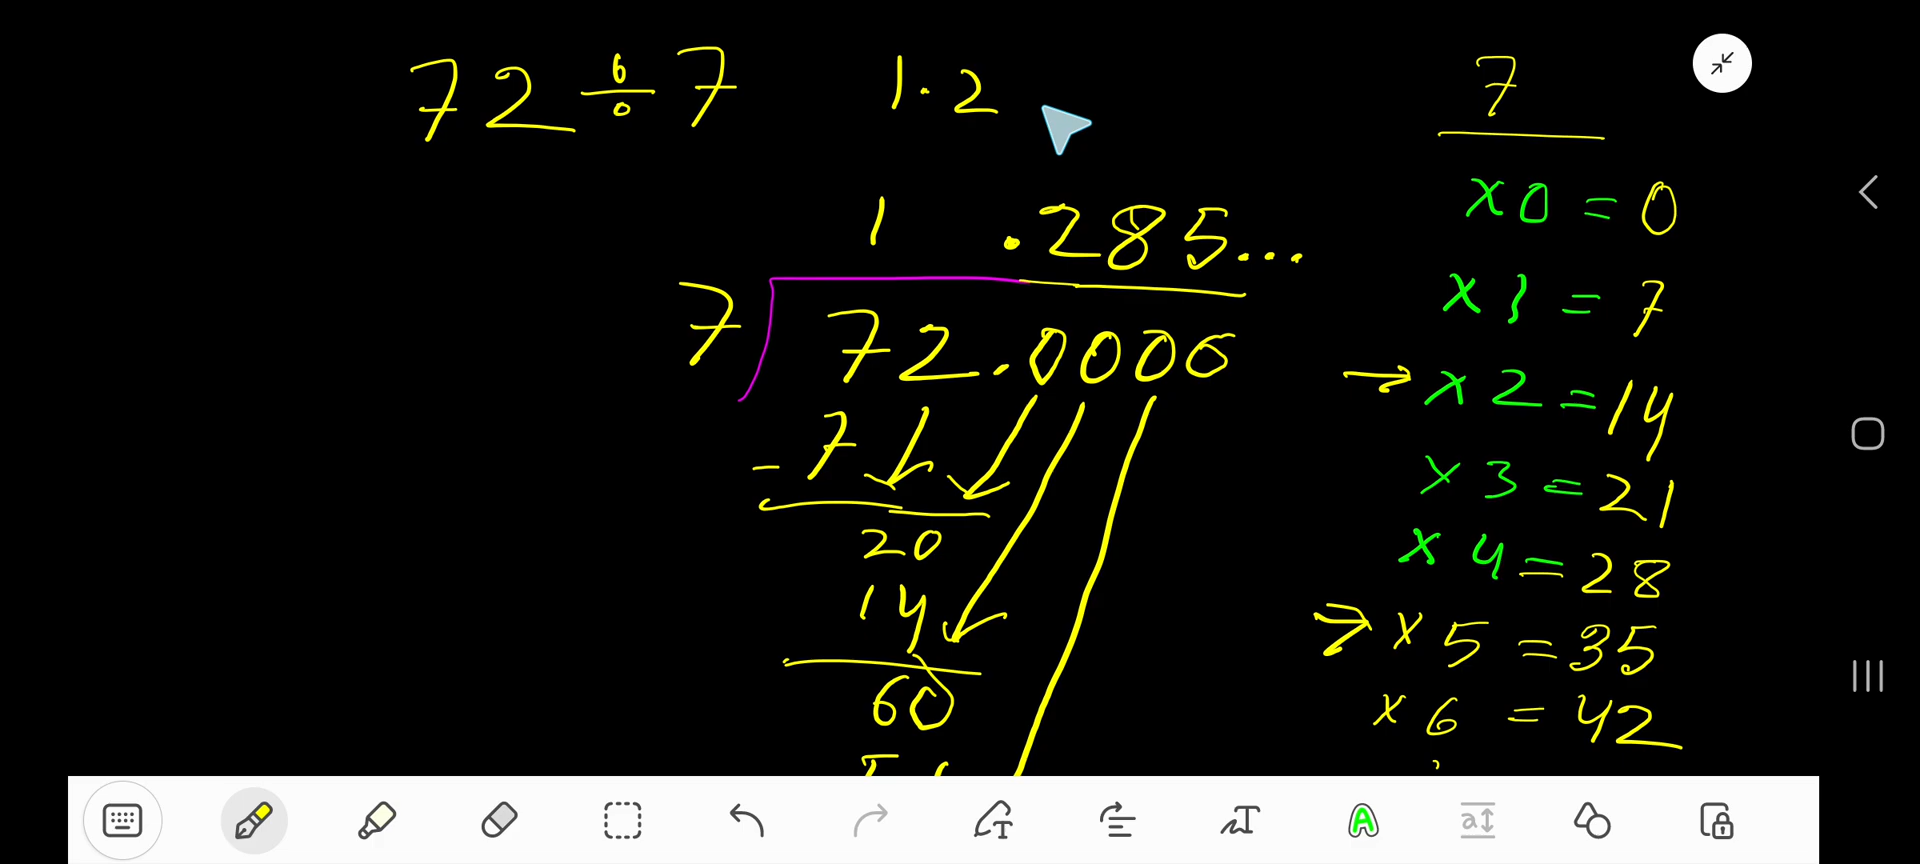 72 ÷ 7 1.2
1 .285...
7 72.0000
- 7
20
14
60
7
x0 = 0
x1 = 7
→ x2 = 14
x3 = 21
x4 = 28
→ x5 = 35
x6 = 42